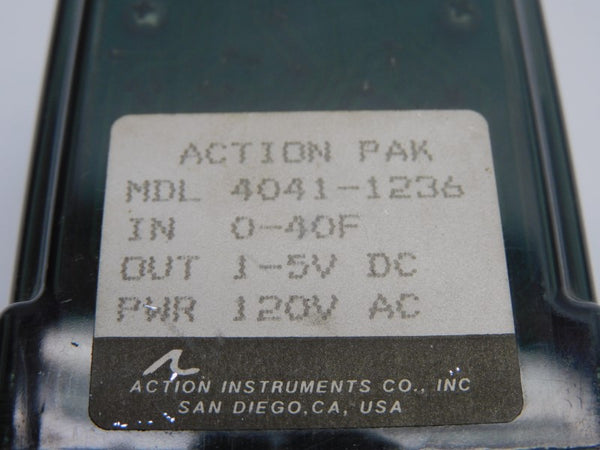 ACTION PAK
MDL 4041-1236
IN 0-40F
OUT 1-5V DC
PWR 120V AC
ACTION INSTRUMENTS CO., INC
SAN DIEGO,CA, USA